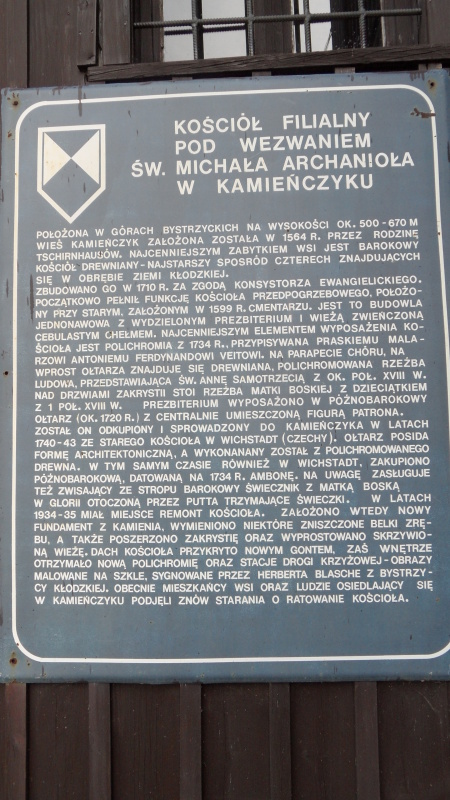 KOŚCIÓŁ FILIALNY
POD WEZWANIEM
ŚW. MICHAŁA ARCHANIOŁA
W KAMIEŃCZYKU
POŁOŻONA W GÓRACH BYSTRZYCKICH NA WYSOKOŚCI OK. 500-670 M
WIEŚ KAMIEŃCZYK ZAŁOŻONA ZOSTAŁA W 1564 R. PRZEZ RODZINĘ
TSCHIRNHAUSÓW. NAJCENNIEJSZYM ZABYTKIEM WSI JEST BAROKOWY
KOŚCIÓŁ DREWNIANY-NAJSTARSZY SPOSRÓD CZTERECH ZNAJDUJĄCYCH
SIĘ W OBRĘBIE ZIEMI KŁODZKIEJ.
ZBUDOWANO GO W 1710 R. ZA ZGODĄ KONSYSTORZA EWANGIELICKIEGO.
POCZĄTKOWO PEŁNIŁ FUNKCJĘ KOŚCIOŁA PRZEDPOGRZEBOWEGO, POŁOŻO-
NY PRZY STARYM, ZAŁOŻONYM W 1599 R. CMENTARZU. JEST TO BUDOWLA
JEDNONAWOWA Z WYDZIELONYM PREZBITERIUM I WIEŻĄ ZWIEŃCZONĄ
CEBULASTYM CHEŁMEM. NAJCENNIEJSZYM ELEMENTEM WYPOSAŻENIA KO-
ŚCIOŁA JEST POLICHROMIA Z 1734 R., PRZYPISYWANA PRASKIEMU MALA-
RZOWI ANTONIEMU FERDYNANDOWI VEITOWI. NA PARAPECIE CHÓRU, NA
WPROST OŁTARZA ZNAJDUJE SIĘ DREWNIANA, POLICHROMOWANA RZEŹBA
LUDOWA, PRZEDSTAWIAJĄCA ŚW. ANNĘ SAMOTRZECIĄ Z OK. POŁ. XVIII W.
NAD DRZWIAMI ZAKRYSTII STOI RZEŹBA MATKI BOSKIEJ Z DZIECIĄTKIEM
Z 1 POŁ. XVIII W. PREZBITERIUM WYPOSAŻONO W PÓŹNOBAROKOWY
OŁTARZ (OK. 1720 R.) Z CENTRALNIE UMIESZCZONĄ FIGURĄ PATRONA.
ZOSTAŁ ON ODKUPIONY I SPROWADZONY DO KAMIEŃCZYKA W LATACH
1740-43 ZE STAREGO KOŚCIOŁA W WICHSTADT (CZECHY). OŁTARZ POSIDA
FORMĘ ARCHITEKTONICZNĄ, A WYKONANANY ZOSTAŁ Z POLICHROMOWANEGO
DREWNA. W TYM SAMYM CZASIE RÓWNIEŻ W WICHSTADT, ZAKUPIONO
PÓŹNOBAROKOWĄ, DATOWANĄ NA 1734 R. AMBONĘ. NA UWAGĘ ZASŁUGUJE
TEŻ ZWISAJĄCY ZE STROPU BAROKOWY ŚWIECZNIK Z MATKĄ BOSKĄ
W GLORII OTOCZONĄ PRZEZ PUTTA TRZYMAJĄCE ŚWIECZKI. W LATACH
1934-35 MIAŁ MIEJSCE REMONT KOŚCIOŁA. ZAŁOŻONO WTEDY NOWY
FUNDAMENT Z KAMIENIA, WYMIENIONO NIEKTÓRE ZNISZCZONE BELKI ZRĘ-
BU, A TAKŻE POSZERZONO ZAKRYSTIĘ ORAZ WYPROSTOWANO SKRZYWIO-
NĄ WIEŻĘ. DACH KOŚCIOŁA PRZYKRYTO NOWYM GONTEM, ZAŚ WNĘTRZE
OTRZYMAŁO NOWĄ POLICHROMIĘ ORAZ STACJE DROGI KRZYŻOWEJ-OBRAZY
MALOWANE NA SZKLE, SYGNOWANE PRZEZ HERBERTA BLASCHE Z BYSTRZY-
CY KŁODZKIEJ. OBECNIE MIESZKAŃCY WSI ORAZ LUDZIE OSIEDLAJĄCY SIĘ
W KAMIEŃCZYKU PODJĘLI ZNÓW STARANIA O RATOWANIE KOŚCIOŁA.